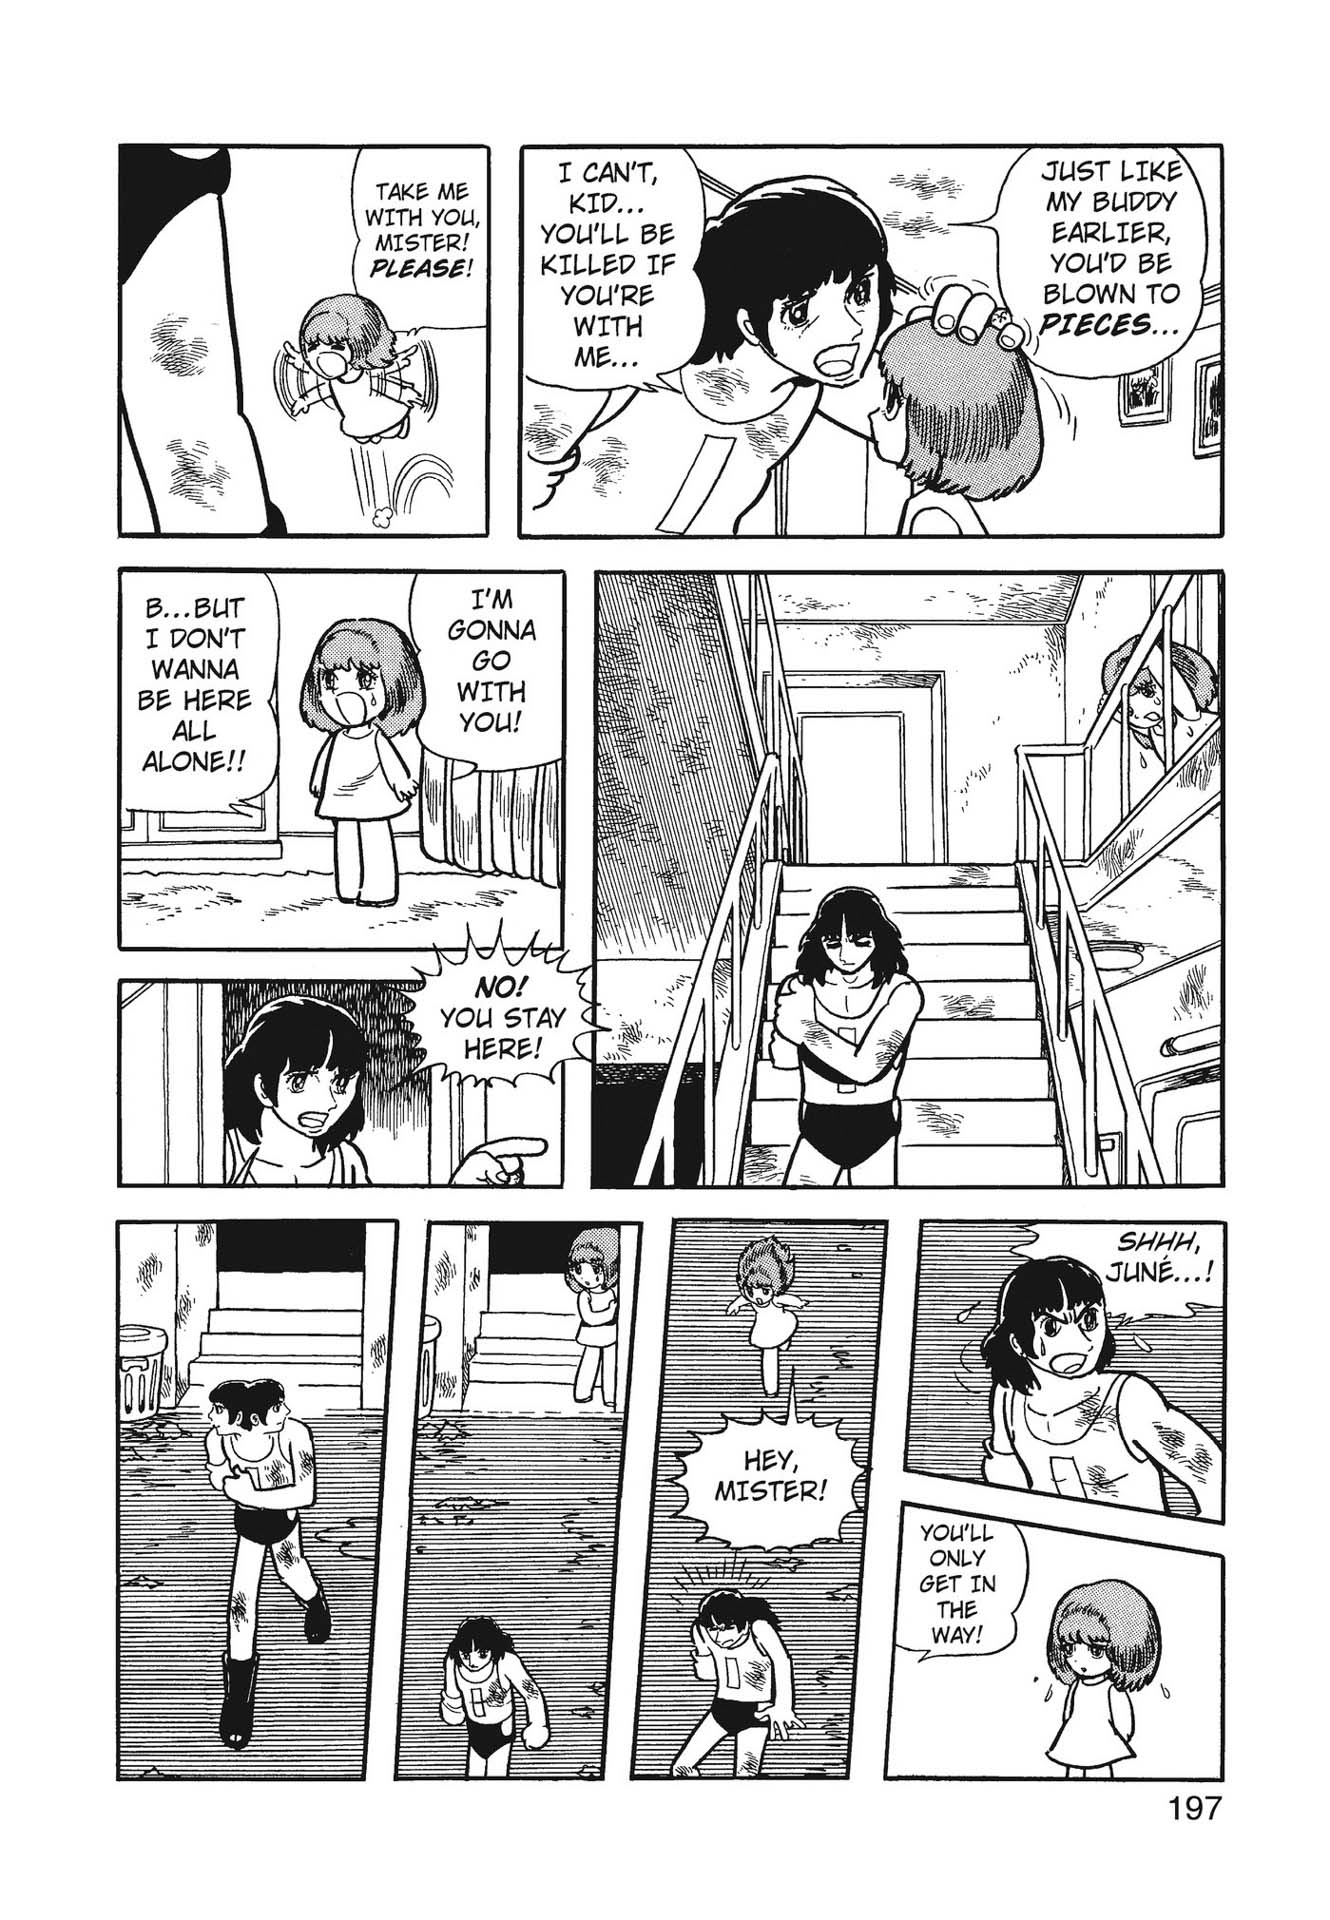 TAKE ME
WITH YOU,
MISTER!
PLEASE!
I CAN'T,
KID...
YOU'LL BE
KILLED IF
YOU'RE
WITH
ME...
JUST LIKE
MY BUDDY
EARLIER,
YOU'D BE
BLOWN TO
PIECES...
B...BUT
I DON'T
WANNA
BE HERE
ALL
ALONE!!
I'M
GONNA
GO
WITH
YOU!
NO!
YOU STAY
HERE!
HEY,
MISTER!
SHHH,
JUNÉ...!
YOU'LL
ONLY
GET IN
THE
WAY!
197